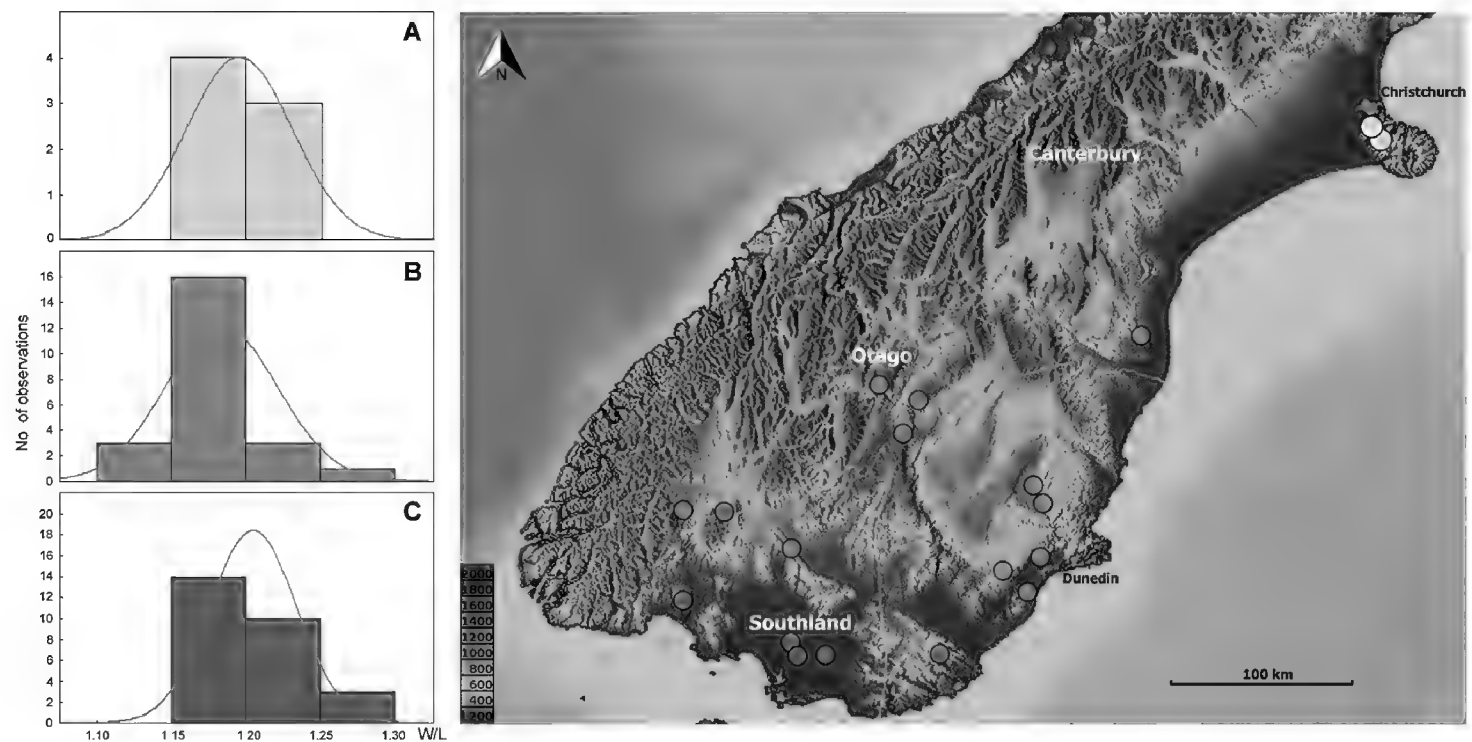 A
4
3
2
1
0
B
16
14
12
10
8
6
4
2
0
C
20
18
16
14
12
10
8
6
4
2
0
No of observations
1.10 1 15 1 20 1.25 1.30 W/L
N
Christchurch
Canterbury
Otago
Dunedin
Southland
2000
1800
1600
1400
1200
1000
800
600
400
200
100 km